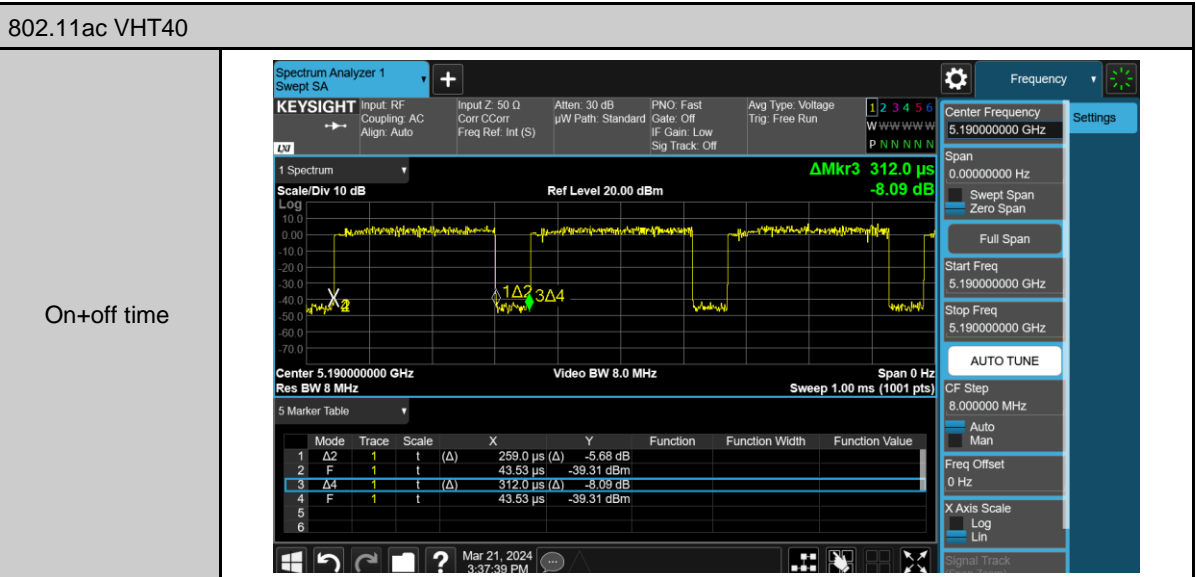 802.11ac VHT40
On+off time
Spectrum Analyzer 1
Swept SA
Frequency
KEYSIGHT
Input: RF
Coupling: AC
Align: Auto
Input Z: 50 Ω
Corr CCorr
Freq Ref: Int (S)
Atten: 30 dB
µW Path: Standard
PNO: Fast
Gate: Off
IF Gain: Low
Sig Track: Off
Avg Type: Voltage
Trig: Free Run
1 2 3 4 5 6
W W W W W W
P N N N N N
LXI
Center Frequency
5.190000000 GHz
Settings
1 Spectrum
ΔMkr3 312.0 µs
-8.09 dB
Scale/Div 10 dB
Ref Level 20.00 dBm
Log
10.0
0.00
-10.0
-20.0
-30.0
-40.0
-50.0
-60.0
-70.0
1Δ2
3Δ4
Center 5.190000000 GHz
Video BW 8.0 MHz
Span 0 Hz
Res BW 8 MHz
Sweep 1.00 ms (1001 pts)
Span
0.00000000 Hz
Swept Span
Zero Span
Full Span
Start Freq
5.190000000 GHz
Stop Freq
5.190000000 GHz
AUTO TUNE
CF Step
8.000000 MHz
Auto
Man
Freq Offset
0 Hz
X Axis Scale
Log
Lin
Signal Track
5 Marker Table
Mode Trace Scale X Y Function Function Width Function Value
1 Δ2 1 t (Δ) 259.0 µs (Δ) -5.68 dB
2 F 1 t 43.53 µs -39.31 dBm
3 Δ4 1 t (Δ) 312.0 µs (Δ) -8.09 dB
4 F 1 t 43.53 µs -39.31 dBm
5
6
Mar 21, 2024
3:37:39 PM